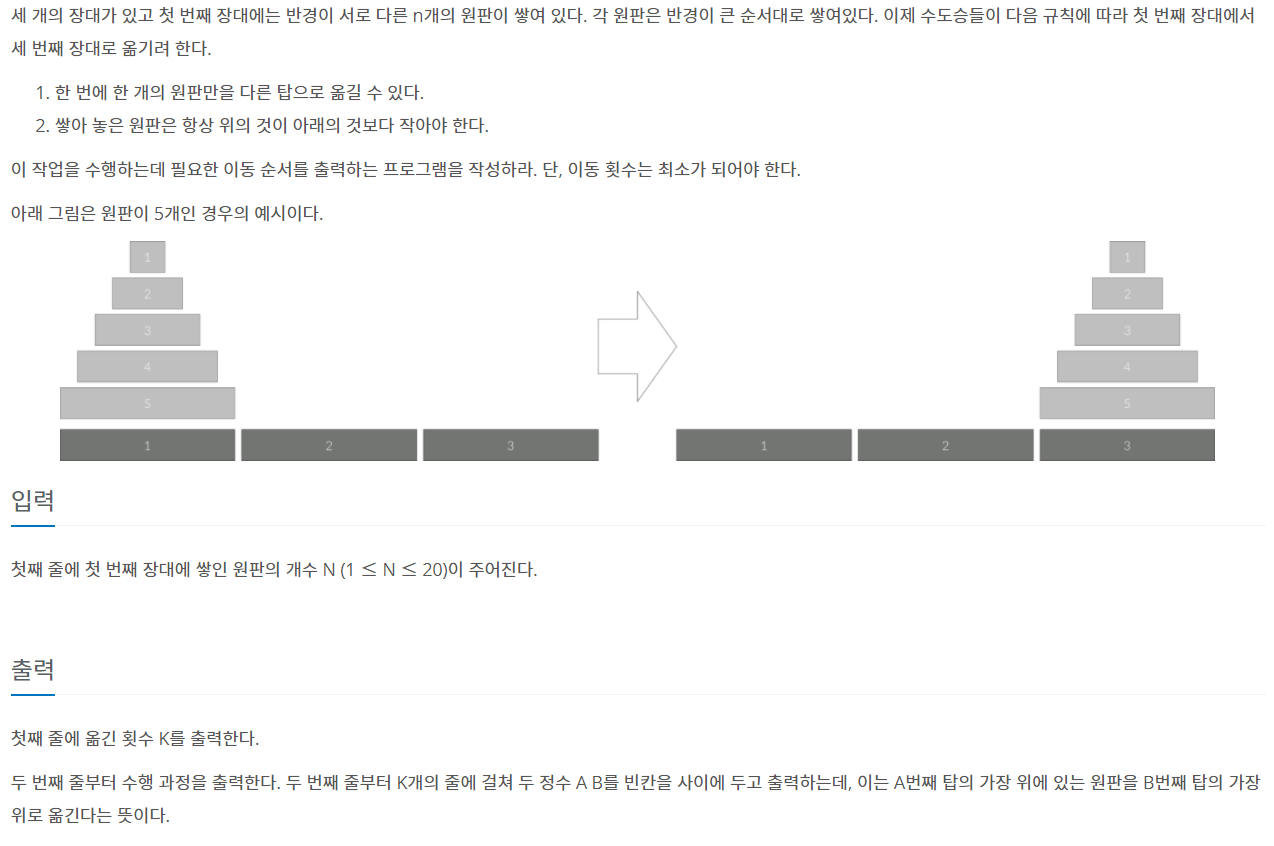 세 개의 장대가 있고 첫 번째 장대에는 반경이 서로 다른 n개의 원판이 쌓여 있다. 각 원판은 반경이 큰 순서대로 쌓여있다. 이제 수도승들이 다음 규칙에 따라 첫 번째 장대에서
세 번째 장대로 옮기려 한다.
1. 한 번에 한 개의 원판만을 다른 탑으로 옮길 수 있다.
2. 쌓아 놓은 원판은 항상 위의 것이 아래의 것보다 작아야 한다.
이 작업을 수행하는데 필요한 이동 순서를 출력하는 프로그램을 작성하라. 단, 이동 횟수는 최소가 되어야 한다.
아래 그림은 원판이 5개인 경우의 예시이다.
1 1
2 2
3 3
4 4
5 5
1 2 3 1 2 3
입력
첫째 줄에 첫 번째 장대에 쌓인 원판의 개수 N (1 ≤ N ≤ 20)이 주어진다.
출력
첫째 줄에 옮긴 횟수 K를 출력한다.
두 번째 줄부터 수행 과정을 출력한다. 두 번째 줄부터 K개의 줄에 걸쳐 두 정수 A B를 빈칸을 사이에 두고 출력하는데, 이는 A번째 탑의 가장 위에 있는 원판을 B번째 탑의 가장
위로 옮긴다는 뜻이다.